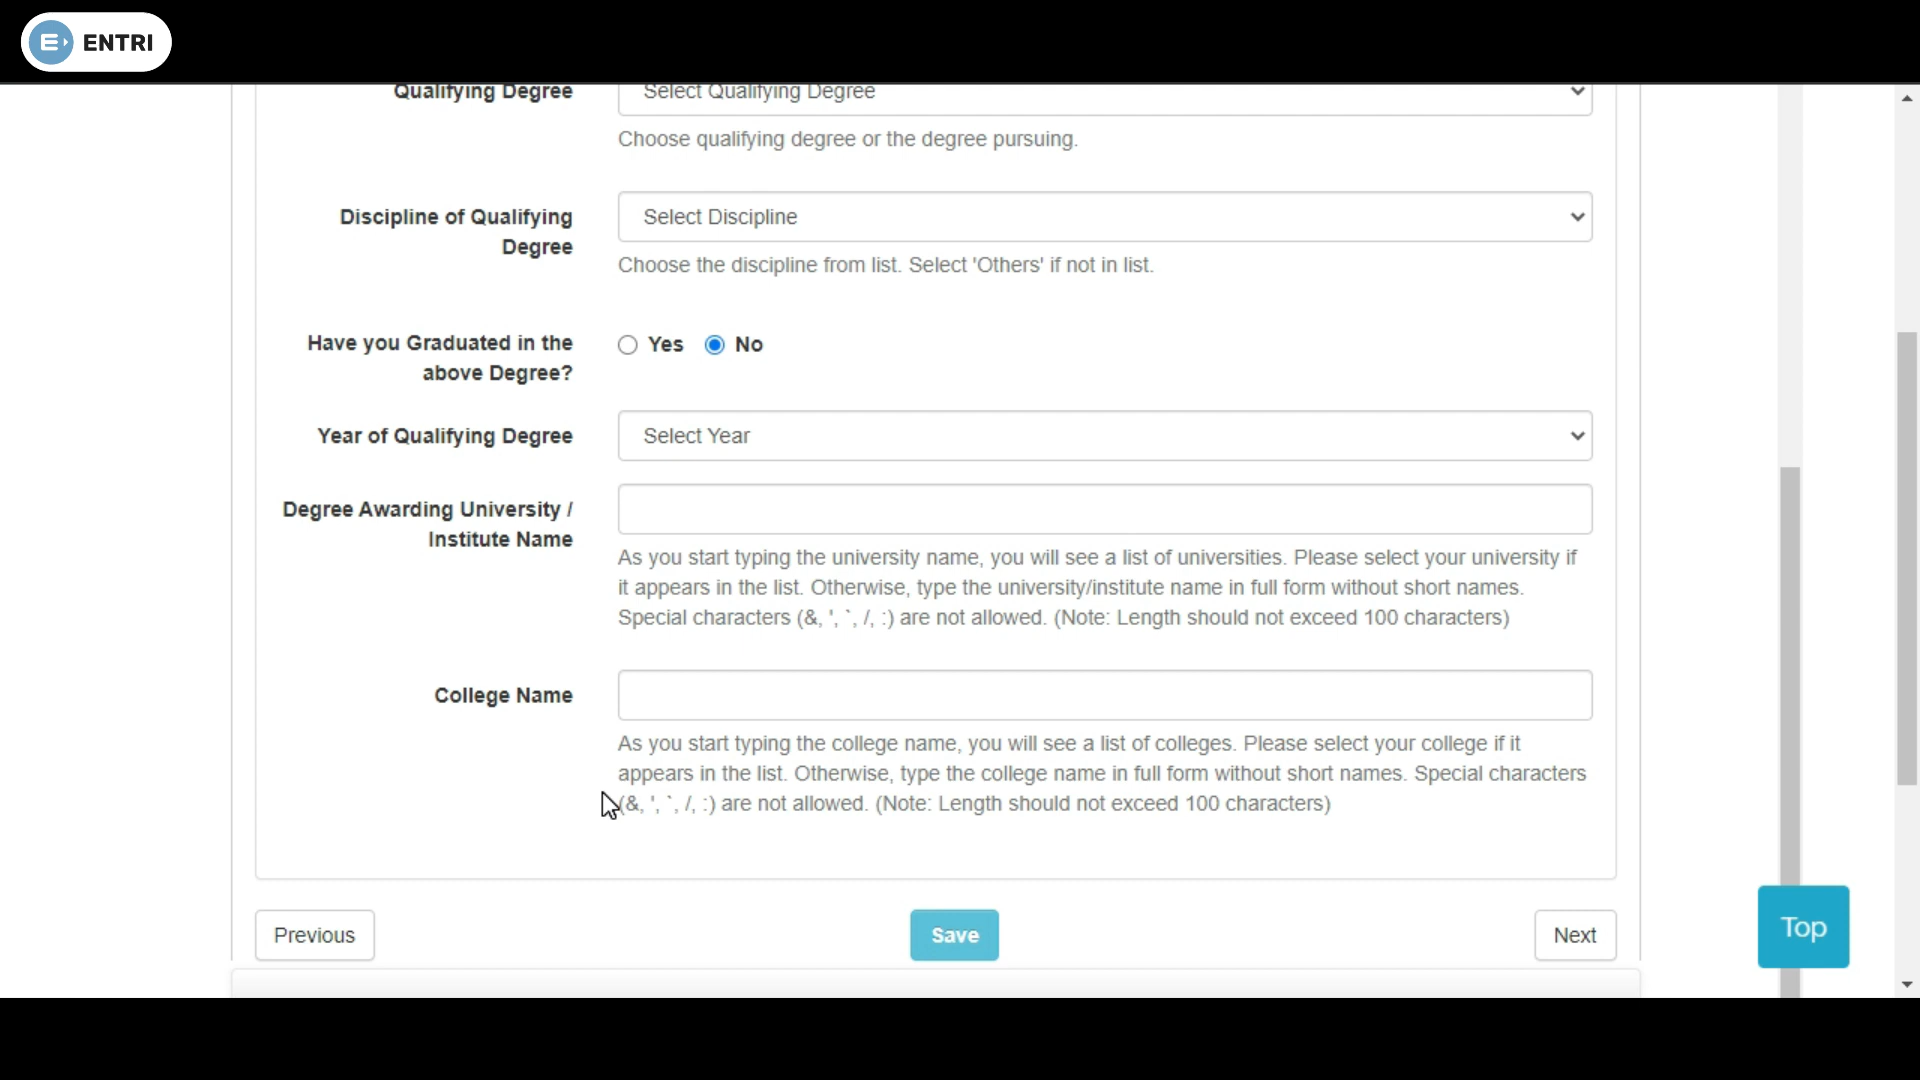 ENTRI
Qualifying Degree
Select Qualifying Degree
Choose qualifying degree or the degree pursuing.
Discipline of Qualifying
Degree
Select Discipline
Choose the discipline from list. Select 'Others' if not in list.
Have you Graduated in the
above Degree?
Yes No
Year of Qualifying Degree
Select Year
Degree Awarding University /
Institute Name
As you start typing the university name, you will see a list of universities. Please select your university if
it appears in the list. Otherwise, type the university/institute name in full form without short names.
Special characters (&, ', `, /, :) are not allowed. (Note: Length should not exceed 100 characters)
College Name
As you start typing the college name, you will see a list of colleges. Please select your college if it
appears in the list. Otherwise, type the college name in full form without short names. Special characters
(&, ', `, /, :) are not allowed. (Note: Length should not exceed 100 characters)
Previous
Save
Next
Top